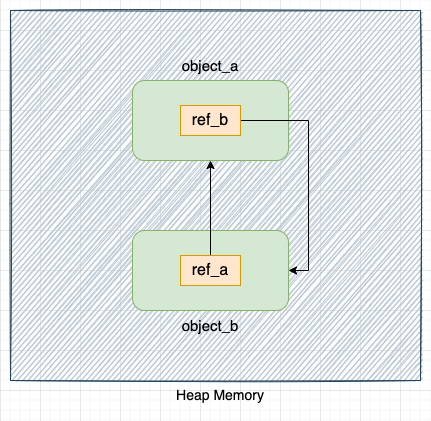 object_a
ref_b
ref_a
object_b
Heap Memory